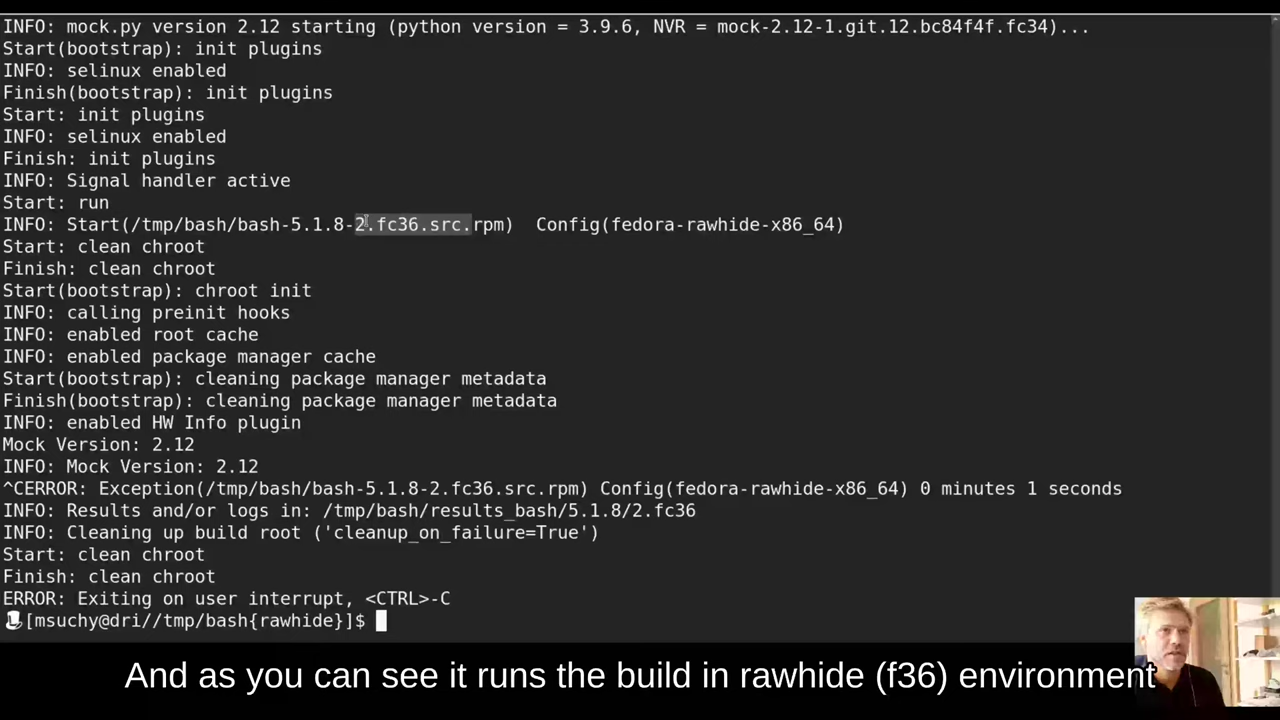 INFO: mock.py version 2.12 starting (python version = 3.9.6, NVR = mock-2.12-1.git.12.bc84f4f.fc34)...
Start(bootstrap): init plugins
INFO: selinux enabled
Finish(bootstrap): init plugins
Start: init plugins
INFO: selinux enabled
Finish: init plugins
INFO: Signal handler active
Start: run
INFO: Start(/tmp/bash/bash-5.1.8-2.fc36.src.rpm)  Config(fedora-rawhide-x86_64)
Start: clean chroot
Finish: clean chroot
Start(bootstrap): chroot init
INFO: calling preinit hooks
INFO: enabled root cache
INFO: enabled package manager cache
Start(bootstrap): cleaning package manager metadata
Finish(bootstrap): cleaning package manager metadata
INFO: enabled HW Info plugin
Mock Version: 2.12
INFO: Mock Version: 2.12
^CERROR: Exception(/tmp/bash/bash-5.1.8-2.fc36.src.rpm) Config(fedora-rawhide-x86_64) 0 minutes 1 seconds
INFO: Results and/or logs in: /tmp/bash/results_bash/5.1.8/2.fc36
INFO: Cleaning up build root ('cleanup_on_failure=True')
Start: clean chroot
Finish: clean chroot
ERROR: Exiting on user interrupt, <CTRL>-C
[msuchy@dri//tmp/bash{rawhide}]$
And as you can see it runs the build in rawhide (f36) environment